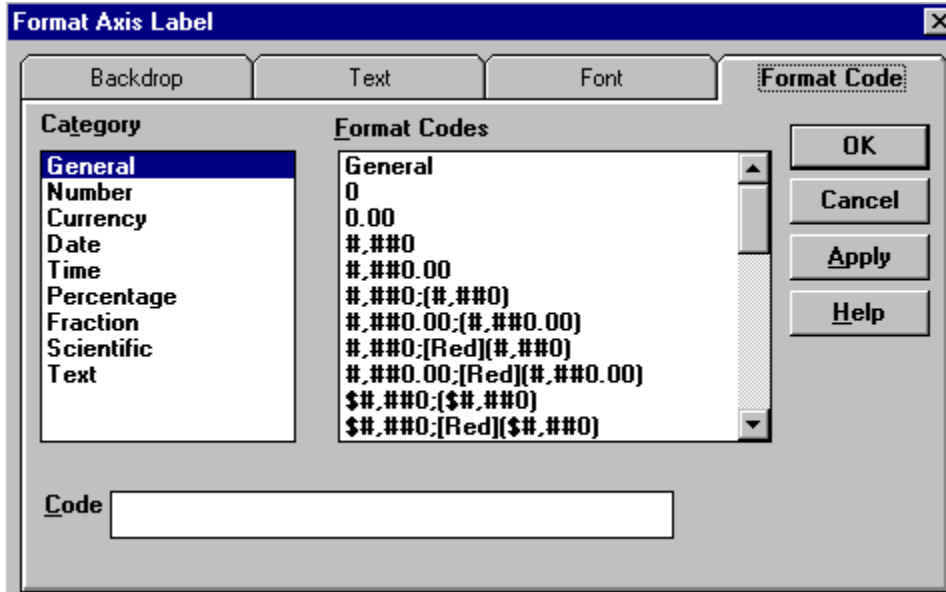 Format Axis Label
Backdrop
Text
Font
Format Code
Category
General
Number
Currency
Date
Time
Percentage
Fraction
Scientific
Text
Format Codes
General
0
0.00
#,##0
#,##0.00
#,##0;(#,##0)
#,##0.00;(#,##0.00)
#,##0;[Red](#,##0)
#,##0.00;[Red](#,##0.00)
$#,##0;($#,##0)
$#,##0;[Red]($#,##0)
OK
Cancel
Apply
Help
Code